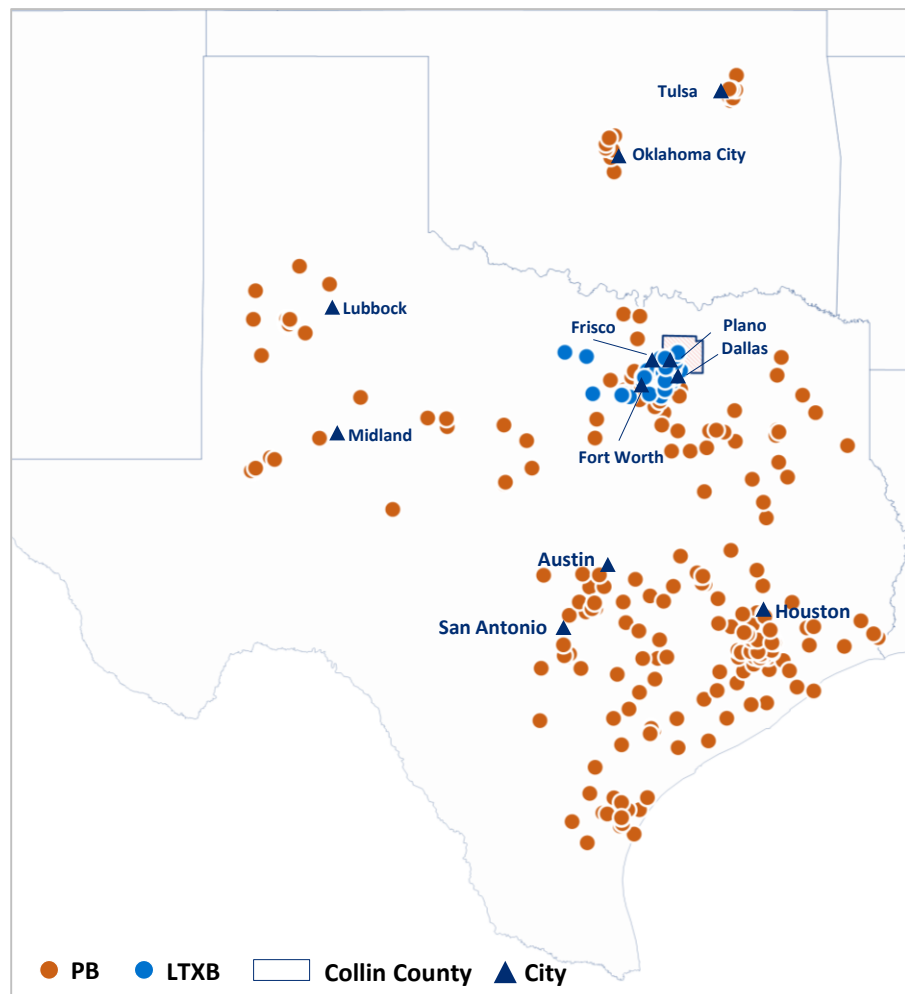 Tulsa
Oklahoma City
Lubbock
Frisco
Plano
Dallas
Midland
Fort Worth
Austin
Houston
San Antonio
PB LTXB Collin County City